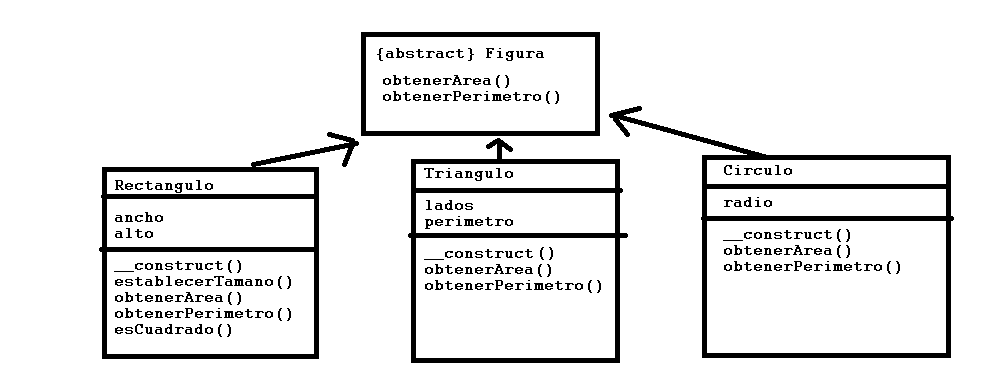 {abstract} Figura
obtenerArea()
obtenerPerimetro()
Rectangulo
ancho
alto
__construct()
establecerTamano()
obtenerArea()
obtenerPerimetro()
esCuadrado()
Triangulo
lados
perimetro
__construct()
obtenerArea()
obtenerPerimetro()
Circulo
radio
__construct()
obtenerArea()
obtenerPerimetro()